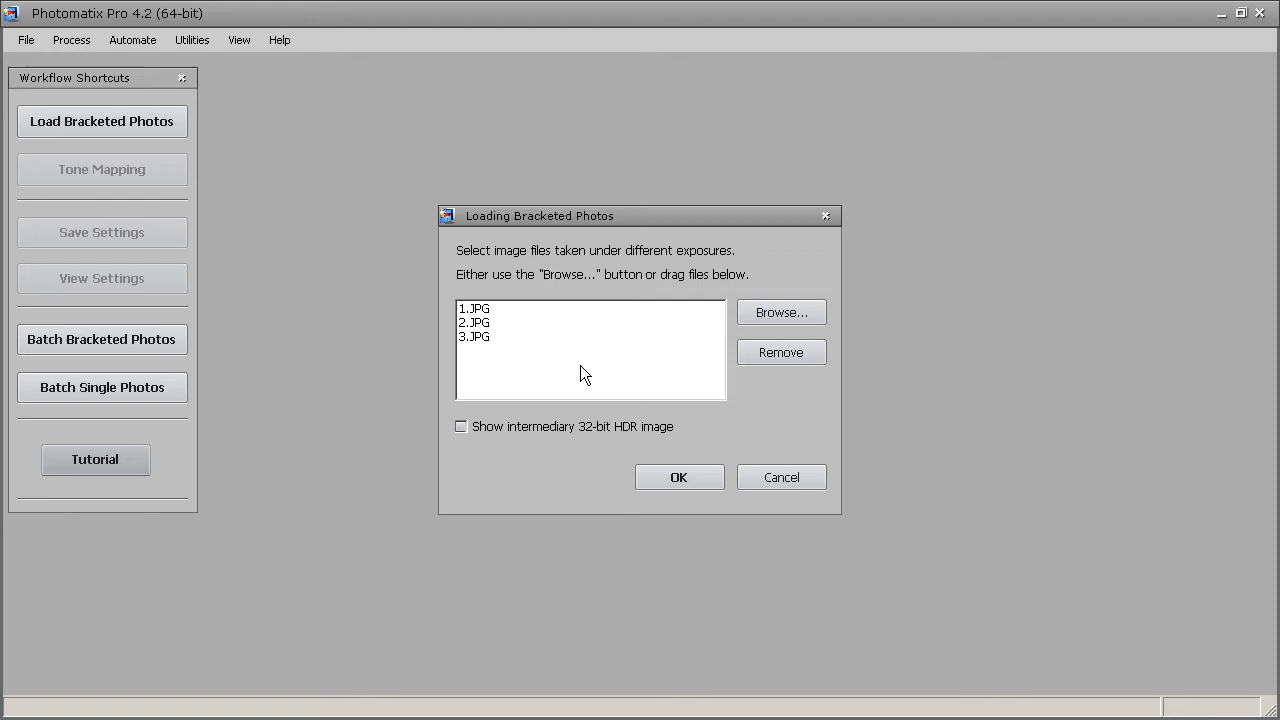 Photomatix Pro 4.2 (64-bit)
File Process Automate Utilities View Help
Workflow Shortcuts
Load Bracketed Photos
Tone Mapping
Save Settings
View Settings
Batch Bracketed Photos
Batch Single Photos
Tutorial
Loading Bracketed Photos
Select image files taken under different exposures.
Either use the "Browse..." button or drag files below.
1.JPG
2.JPG
3.JPG
Browse...
Remove
Show intermediary 32-bit HDR image
OK
Cancel